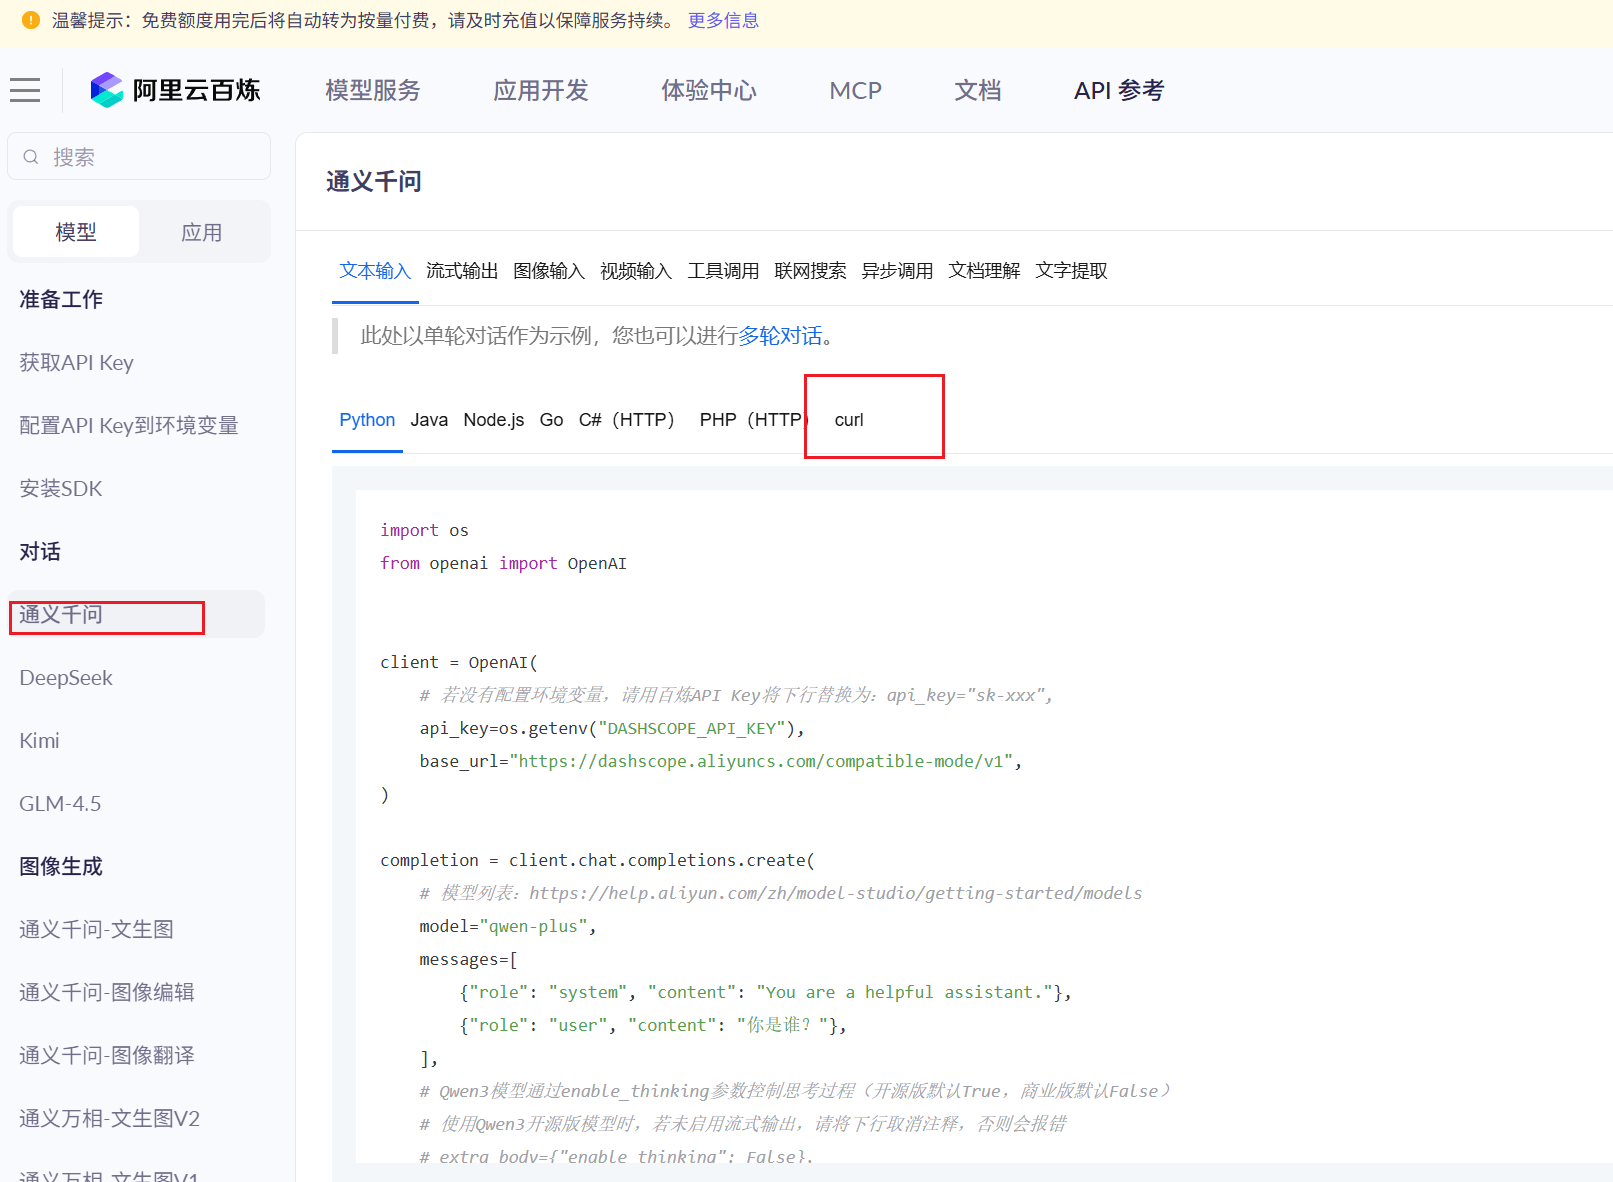 温馨提示：免费额度用完后将自动转为按量付费，请及时充值以保障服务持续。 更多信息
阿里云百炼 模型服务 应用开发 体验中心 MCP 文档 API 参考
搜索
模型 应用
准备工作
获取API Key
配置API Key到环境变量
安装SDK
对话
通义千问
DeepSeek
Kimi
GLM-4.5
图像生成
通义千问-文生图
通义千问-图像编辑
通义千问-图像翻译
通义万相-文生图V2
通义万相-文生图V1
通义千问
文本输入 流式输出 图像输入 视频输入 工具调用 联网搜索 异步调用 文档理解 文字提取
此处以单轮对话作为示例，您也可以进行多轮对话。
Python Java Node.js Go C#（HTTP） PHP（HTTP） curl
import os
from openai import OpenAI
client = OpenAI(
# 若没有配置环境变量，请用百炼API Key将下行替换为：api_key="sk-xxx",
api_key=os.getenv("DASHSCOPE_API_KEY"),
base_url="https://dashscope.aliyuncs.com/compatible-mode/v1",
)
completion = client.chat.completions.create(
# 模型列表：https://help.aliyun.com/zh/model-studio/getting-started/models
model="qwen-plus",
messages=[
{"role": "system", "content": "You are a helpful assistant."},
{"role": "user", "content": "你是谁？"},
],
# Qwen3模型通过enable_thinking参数控制思考过程（开源版默认True，商业版默认False）
# 使用Qwen3开源版模型时，若未启用流式输出，请将下行取消注释，否则会报错
# extra_body={"enable_thinking": False},